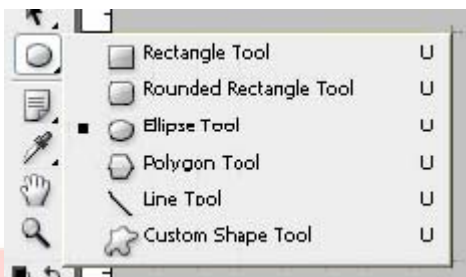 Rectangle Tool U
Rounded Rectangle Tool U
Ellipse Tool U
Polygon Tool U
Line Tool U
Custom Shape Tool U